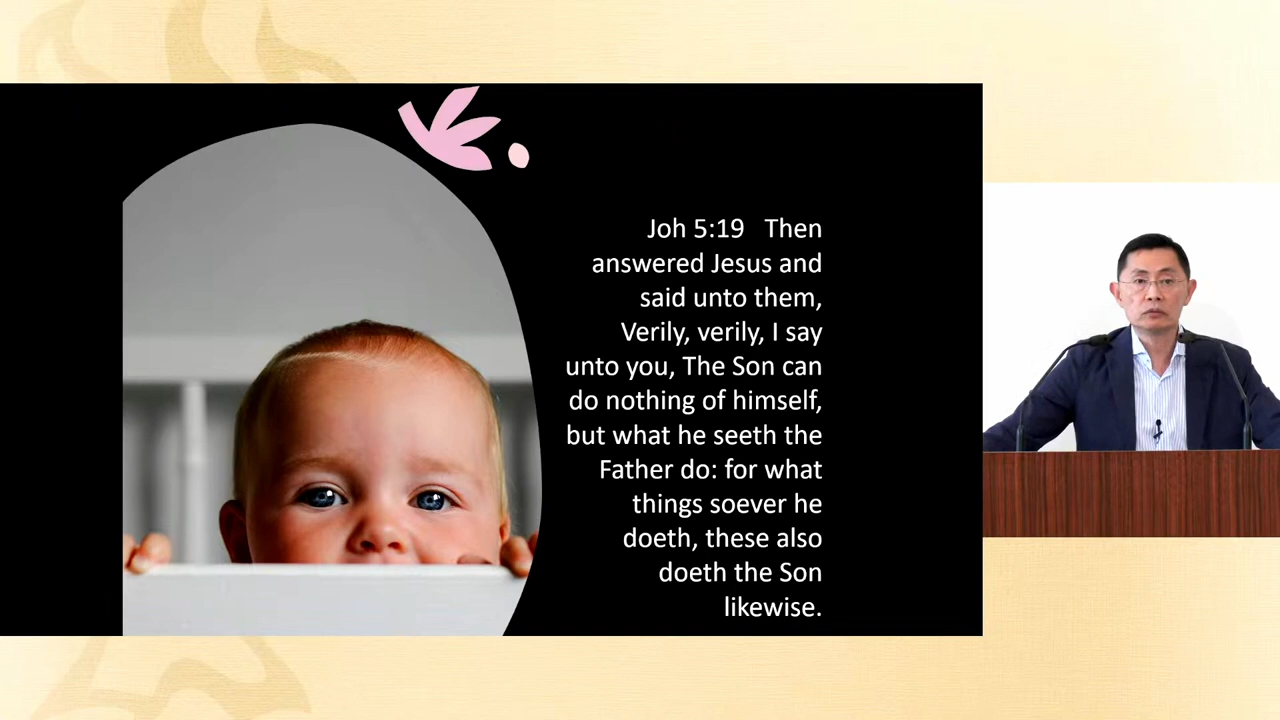 Joh 5:19   Then
answered Jesus and
said unto them,
Verily, verily, I say
unto you, The Son can
do nothing of himself,
but what he seeth the
Father do: for what
things soever he
doeth, these also
doeth the Son
likewise.